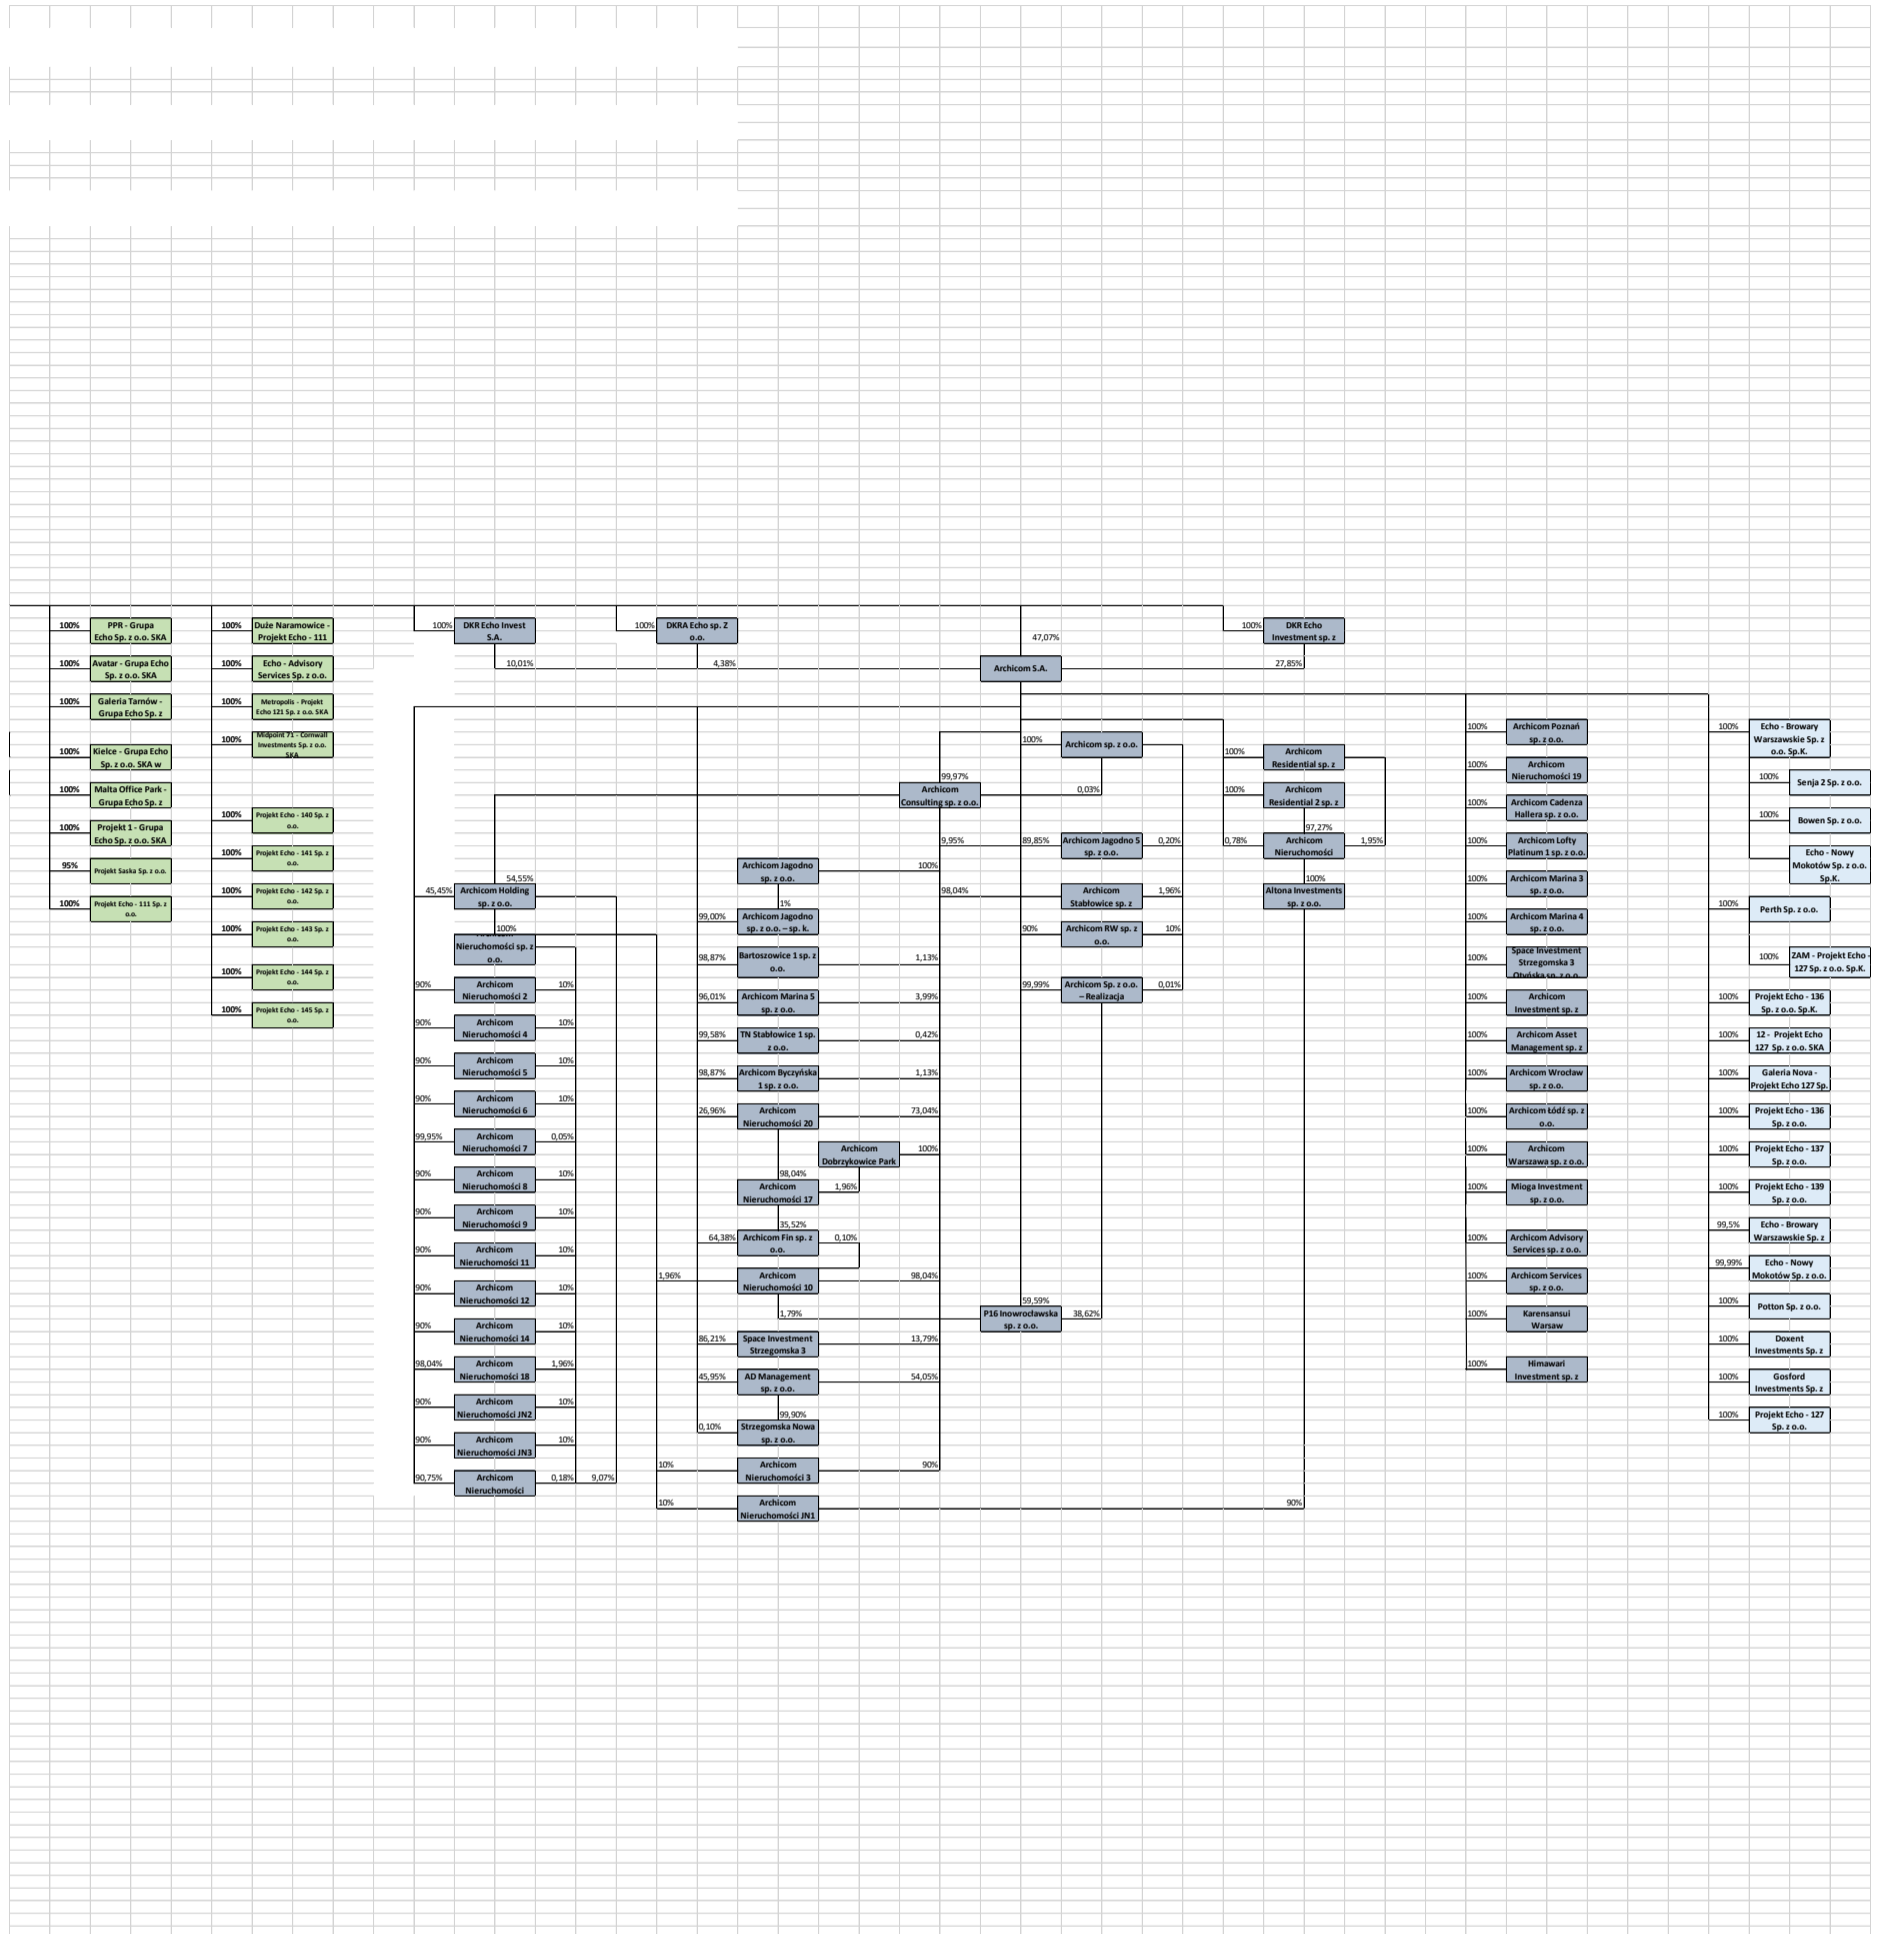 100%
PPR - Grupa
Echo Sp. z o.o. SKA
100%
Avatar - Grupa Echo
Sp. z o.o. SKA
100%
Galeria Tarnów -
Grupa Echo Sp. z
100%
Kielce - Grupa Echo
Sp. z o.o. SKA w
100%
Malta Office Park -
Grupa Echo Sp. z
100%
Projekt 1 - Grupa
Echo Sp. z o.o. SKA
95%
Projekt Saska Sp. z o.o.
100%
Projekt Echo - 111 Sp. z
o.o.
100%
Duże Naramowice -
Projekt Echo - 111
100%
Echo - Advisory
Services Sp. z o.o.
100%
Metropolis - Projekt
Echo 121 Sp. z o.o. SKA
100%
Midpoint 71 - Cornwall
Investments Sp. z o.o.
SKA
100%
Projekt Echo - 140 Sp. z
o.o.
100%
Projekt Echo - 141 Sp. z
o.o.
100%
Projekt Echo - 142 Sp. z
o.o.
100%
Projekt Echo - 143 Sp. z
o.o.
100%
Projekt Echo - 144 Sp. z
o.o.
100%
Projekt Echo - 145 Sp. z
o.o.
100%
DKR Echo Invest
S.A.
10,01%
100%
DKRA Echo sp. Z
o.o.
4,38%
47,07%
Archicom S.A.
100%
DKR Echo
Investment sp. z
27,85%
54,55%
45,45%
Archicom Holding
sp. z o.o.
100%
Nieruchomości sp. z
o.o.
90%
Archicom
Nieruchomości 2
10%
90%
Archicom
Nieruchomości 4
10%
90%
Archicom
Nieruchomości 5
10%
90%
Archicom
Nieruchomości 6
10%
99,95%
Archicom
Nieruchomości 7
0,05%
90%
Archicom
Nieruchomości 8
10%
90%
Archicom
Nieruchomości 9
10%
90%
Archicom
Nieruchomości 11
10%
90%
Archicom
Nieruchomości 12
10%
90%
Archicom
Nieruchomości 14
10%
98,04%
Archicom
Nieruchomości 18
1,96%
90%
Archicom
Nieruchomości JN2
10%
90%
Archicom
Nieruchomości JN3
10%
90,75%
Archicom
Nieruchomości
0,18%
9,07%
Archicom Jagodno
sp. z o.o.
100%
1%
99,00%
Archicom Jagodno
sp. z o.o. – sp. k.
98,87%
Bartoszowice 1 sp. z
o.o.
1,13%
96,01%
Archicom Marina 5
sp. z o.o.
3,99%
99,58%
TN Stabłowice 1 sp.
z o.o.
0,42%
98,87%
Archicom Byczyńska
1 sp. z o.o.
1,13%
26,96%
Archicom
Nieruchomości 20
73,04%
Archicom
Dobrzykowice Park
100%
98,04%
Archicom
Nieruchomości 17
1,96%
35,52%
64,38%
Archicom Fin sp. z
o.o.
0,10%
1,96%
Archicom
Nieruchomości 10
98,04%
1,79%
86,21%
Space Investment
Strzegomska 3
13,79%
45,95%
AD Management
sp. z o.o.
54,05%
99,90%
0,10%
Strzegomska Nowa
sp. z o.o.
10%
Archicom
Nieruchomości 3
90%
10%
Archicom
Nieruchomości JN1
90%
99,97%
Archicom
Consulting sp. z o.o.
0,03%
100%
Archicom sp. z o.o.
9,95%
89,85%
Archicom Jagodno 5
sp. z o.o.
0,20%
98,04%
Archicom
Stabłowice sp. z
1,96%
90%
Archicom RW sp. z
o.o.
10%
99,99%
Archicom Sp. z o.o.
– Realizacja
0,01%
59,59%
P16 Inowrocławska
sp. z o.o.
38,62%
100%
Archicom
Residential sp. z
100%
Archicom
Residential 2 sp. z
97,27%
0,78%
Archicom
Nieruchomości
1,95%
100%
Altona Investments
sp. z o.o.
100%
Archicom Poznań
sp. z o.o.
100%
Archicom
Nieruchomości 19
100%
Archicom Cadenza
Hallera sp. z o.o.
100%
Archicom Lofty
Platinum 1 sp. z o.o.
100%
Archicom Marina 3
sp. z o.o.
100%
Archicom Marina 4
sp. z o.o.
100%
Space Investment
Strzegomska 3
Otyńska sp. z o.o.
100%
Archicom
Investment sp. z
100%
Archicom Asset
Management sp. z
100%
Archicom Wrocław
sp. z o.o.
100%
Archicom Łódź sp. z
o.o.
100%
Archicom
Warszawa sp. z o.o.
100%
Mioga Investment
sp. z o.o.
100%
Archicom Advisory
Services sp. z o.o.
100%
Archicom Services
sp. z o.o.
100%
Karensansui
Warsaw
100%
Himawari
Investment sp. z
100%
Echo - Browary
Warszawskie Sp. z
o.o. Sp.K.
100%
Senja 2 Sp. z o.o.
100%
Bowen Sp. z o.o.
Echo - Nowy
Mokotów Sp. z o.o.
Sp.K.
100%
Perth Sp. z o.o.
100%
ZAM - Projekt Echo -
127 Sp. z o.o. Sp.K.
100%
Projekt Echo - 136
Sp. z o.o. Sp.K.
100%
12 - Projekt Echo
127 Sp. z o.o. SKA
100%
Galeria Nova -
Projekt Echo 127 Sp.
100%
Projekt Echo - 136
Sp. z o.o.
100%
Projekt Echo - 137
Sp. z o.o.
100%
Projekt Echo - 139
Sp. z o.o.
99,5%
Echo - Browary
Warszawskie Sp. z
99,99%
Echo - Nowy
Mokotów Sp. z o.o.
100%
Potton Sp. z o.o.
100%
Doxent
Investments Sp. z
100%
Gosford
Investments Sp. z
100%
Projekt Echo - 127
Sp. z o.o.